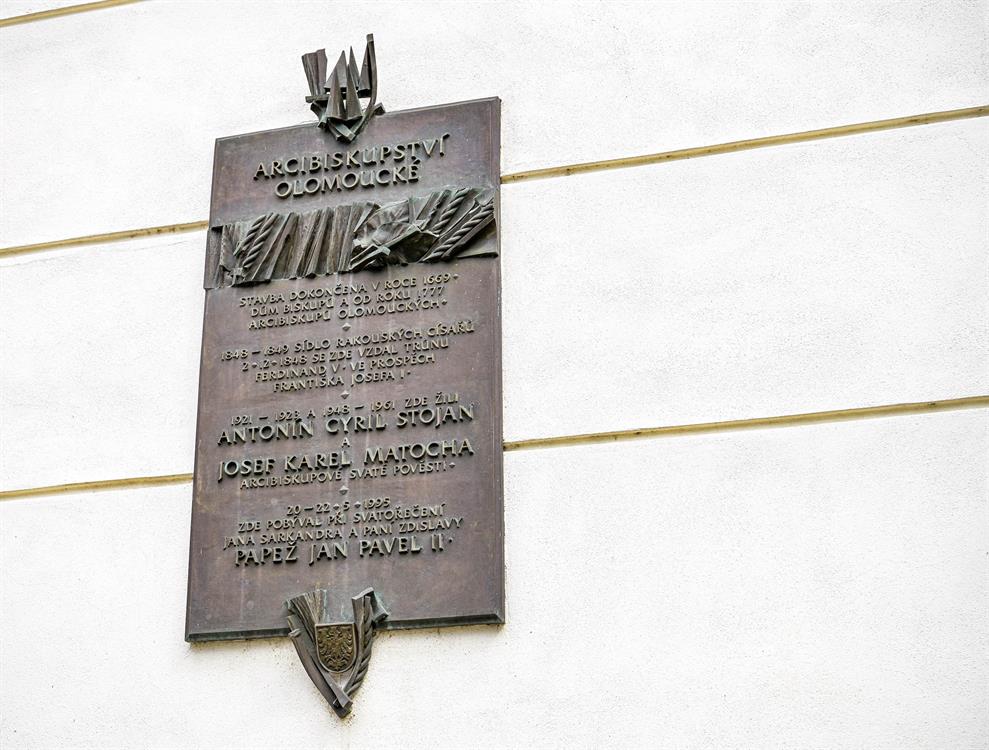 ARCIBISKUPSTVÍ
OLOMOUCKÉ
STAVBA DOKONČENA V ROCE 1669·
DŮM BISKUPŮ A OD ROKU 1777
ARCIBISKUPŮ OLOMOUCKÝCH·
1848 – 1849 SÍDLO RAKOUSKÝCH CÍSAŘŮ
2·12·1848 SE ZDE VZDAL TRŮNU
FERDINAND V· VE PROSPĚCH
FRANTIŠKA JOSEFA I·
1921 – 1923 A 1948 – 1961 ZDE ŽILI
ANTONÍN CYRIL STOJAN
A
JOSEF KAREL MATOCHA
ARCIBISKUPOVÉ SVATÉ POVĚSTI·
20–22·5·1995
ZDE POBÝVAL PŘI SVATOŘEČENÍ
JANA SARKANDRA A PANÍ ZDISLAVY
PAPEŽ JAN PAVEL II·